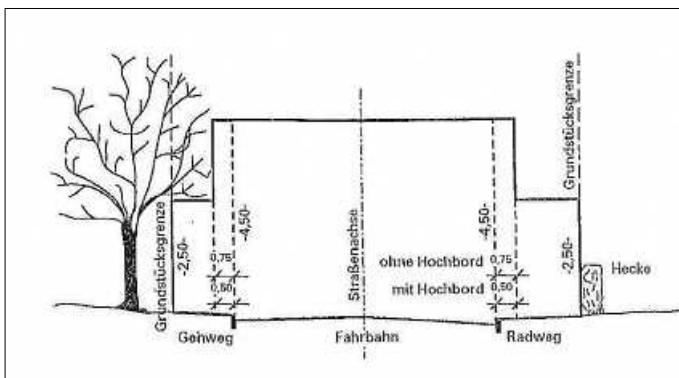 Grundstücksgrenze
Grundstücksgrenze
-2,50-
-4,50-
0,75
0,50
Straßenachse
-4,50-
ohne Hochbord 0,75
mit Hochbord 0,50
-2,50-
Hecke
Gehweg
Fahrbahn
Radweg